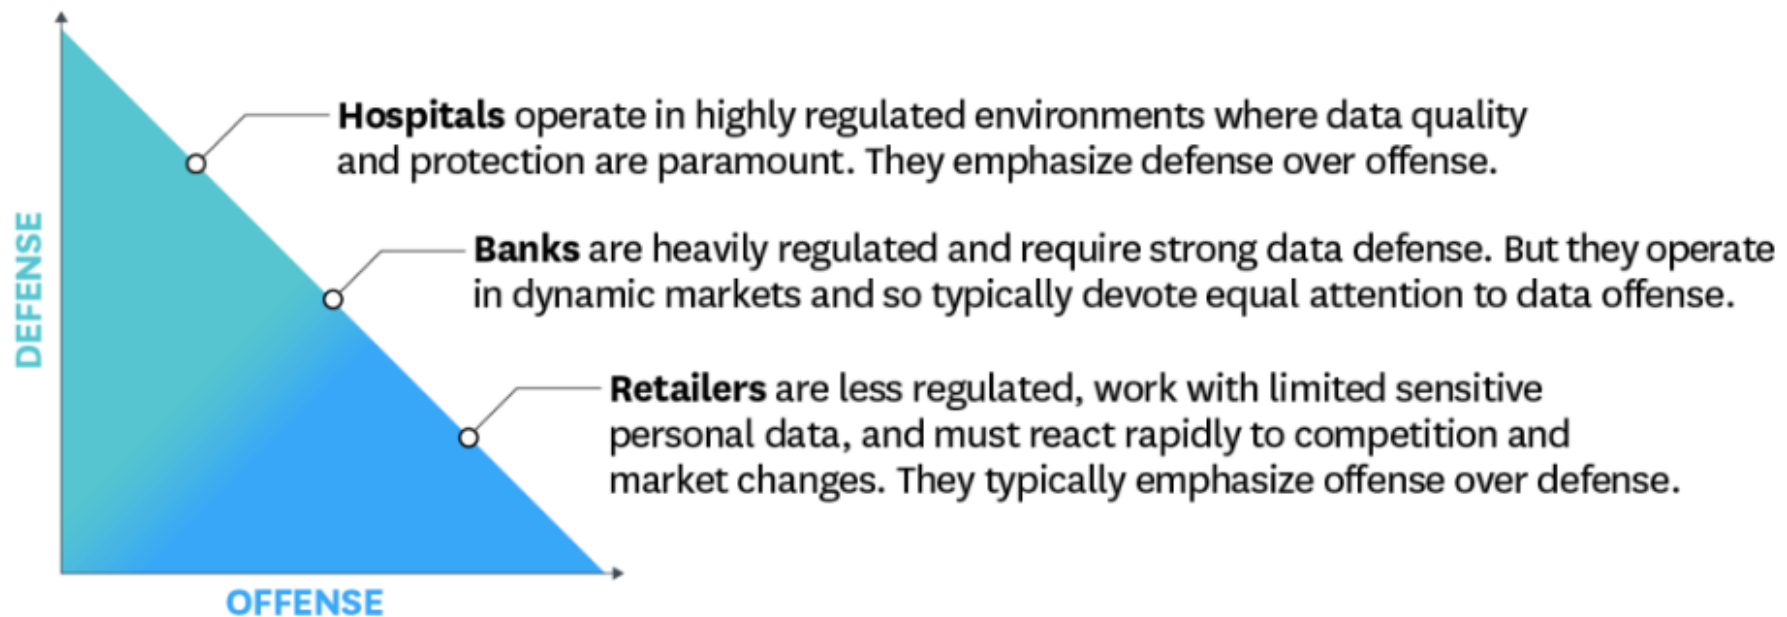 Hospitals operate in highly regulated environments where data quality
and protection are paramount. They emphasize defense over offense.
DEFENSE
Banks are heavily regulated and require strong data defense. But they operate
in dynamic markets and so typically devote equal attention to data offense.
Retailers are less regulated, work with limited sensitive
personal data, and must react rapidly to competition and
market changes. They typically emphasize offense over defense.
OFFENSE